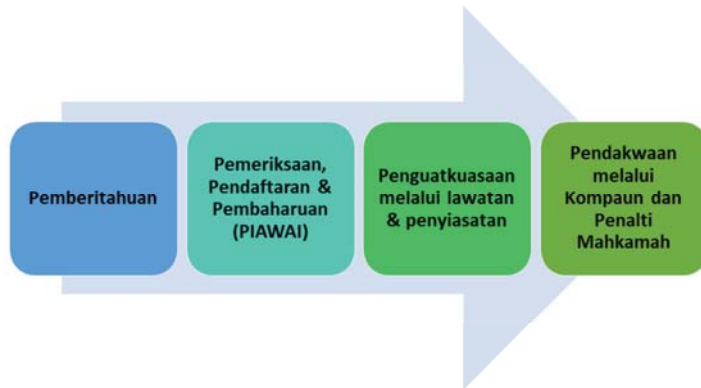 Pemberitahuan
Pemeriksaan,
Pendaftaran &
Pembaharuan
(PIAWAI)
Penguatkuasaan
melalui lawatan
& penyiasatan
Pendakwaan
melalui
Kompaun dan
Penalti
Mahkamah